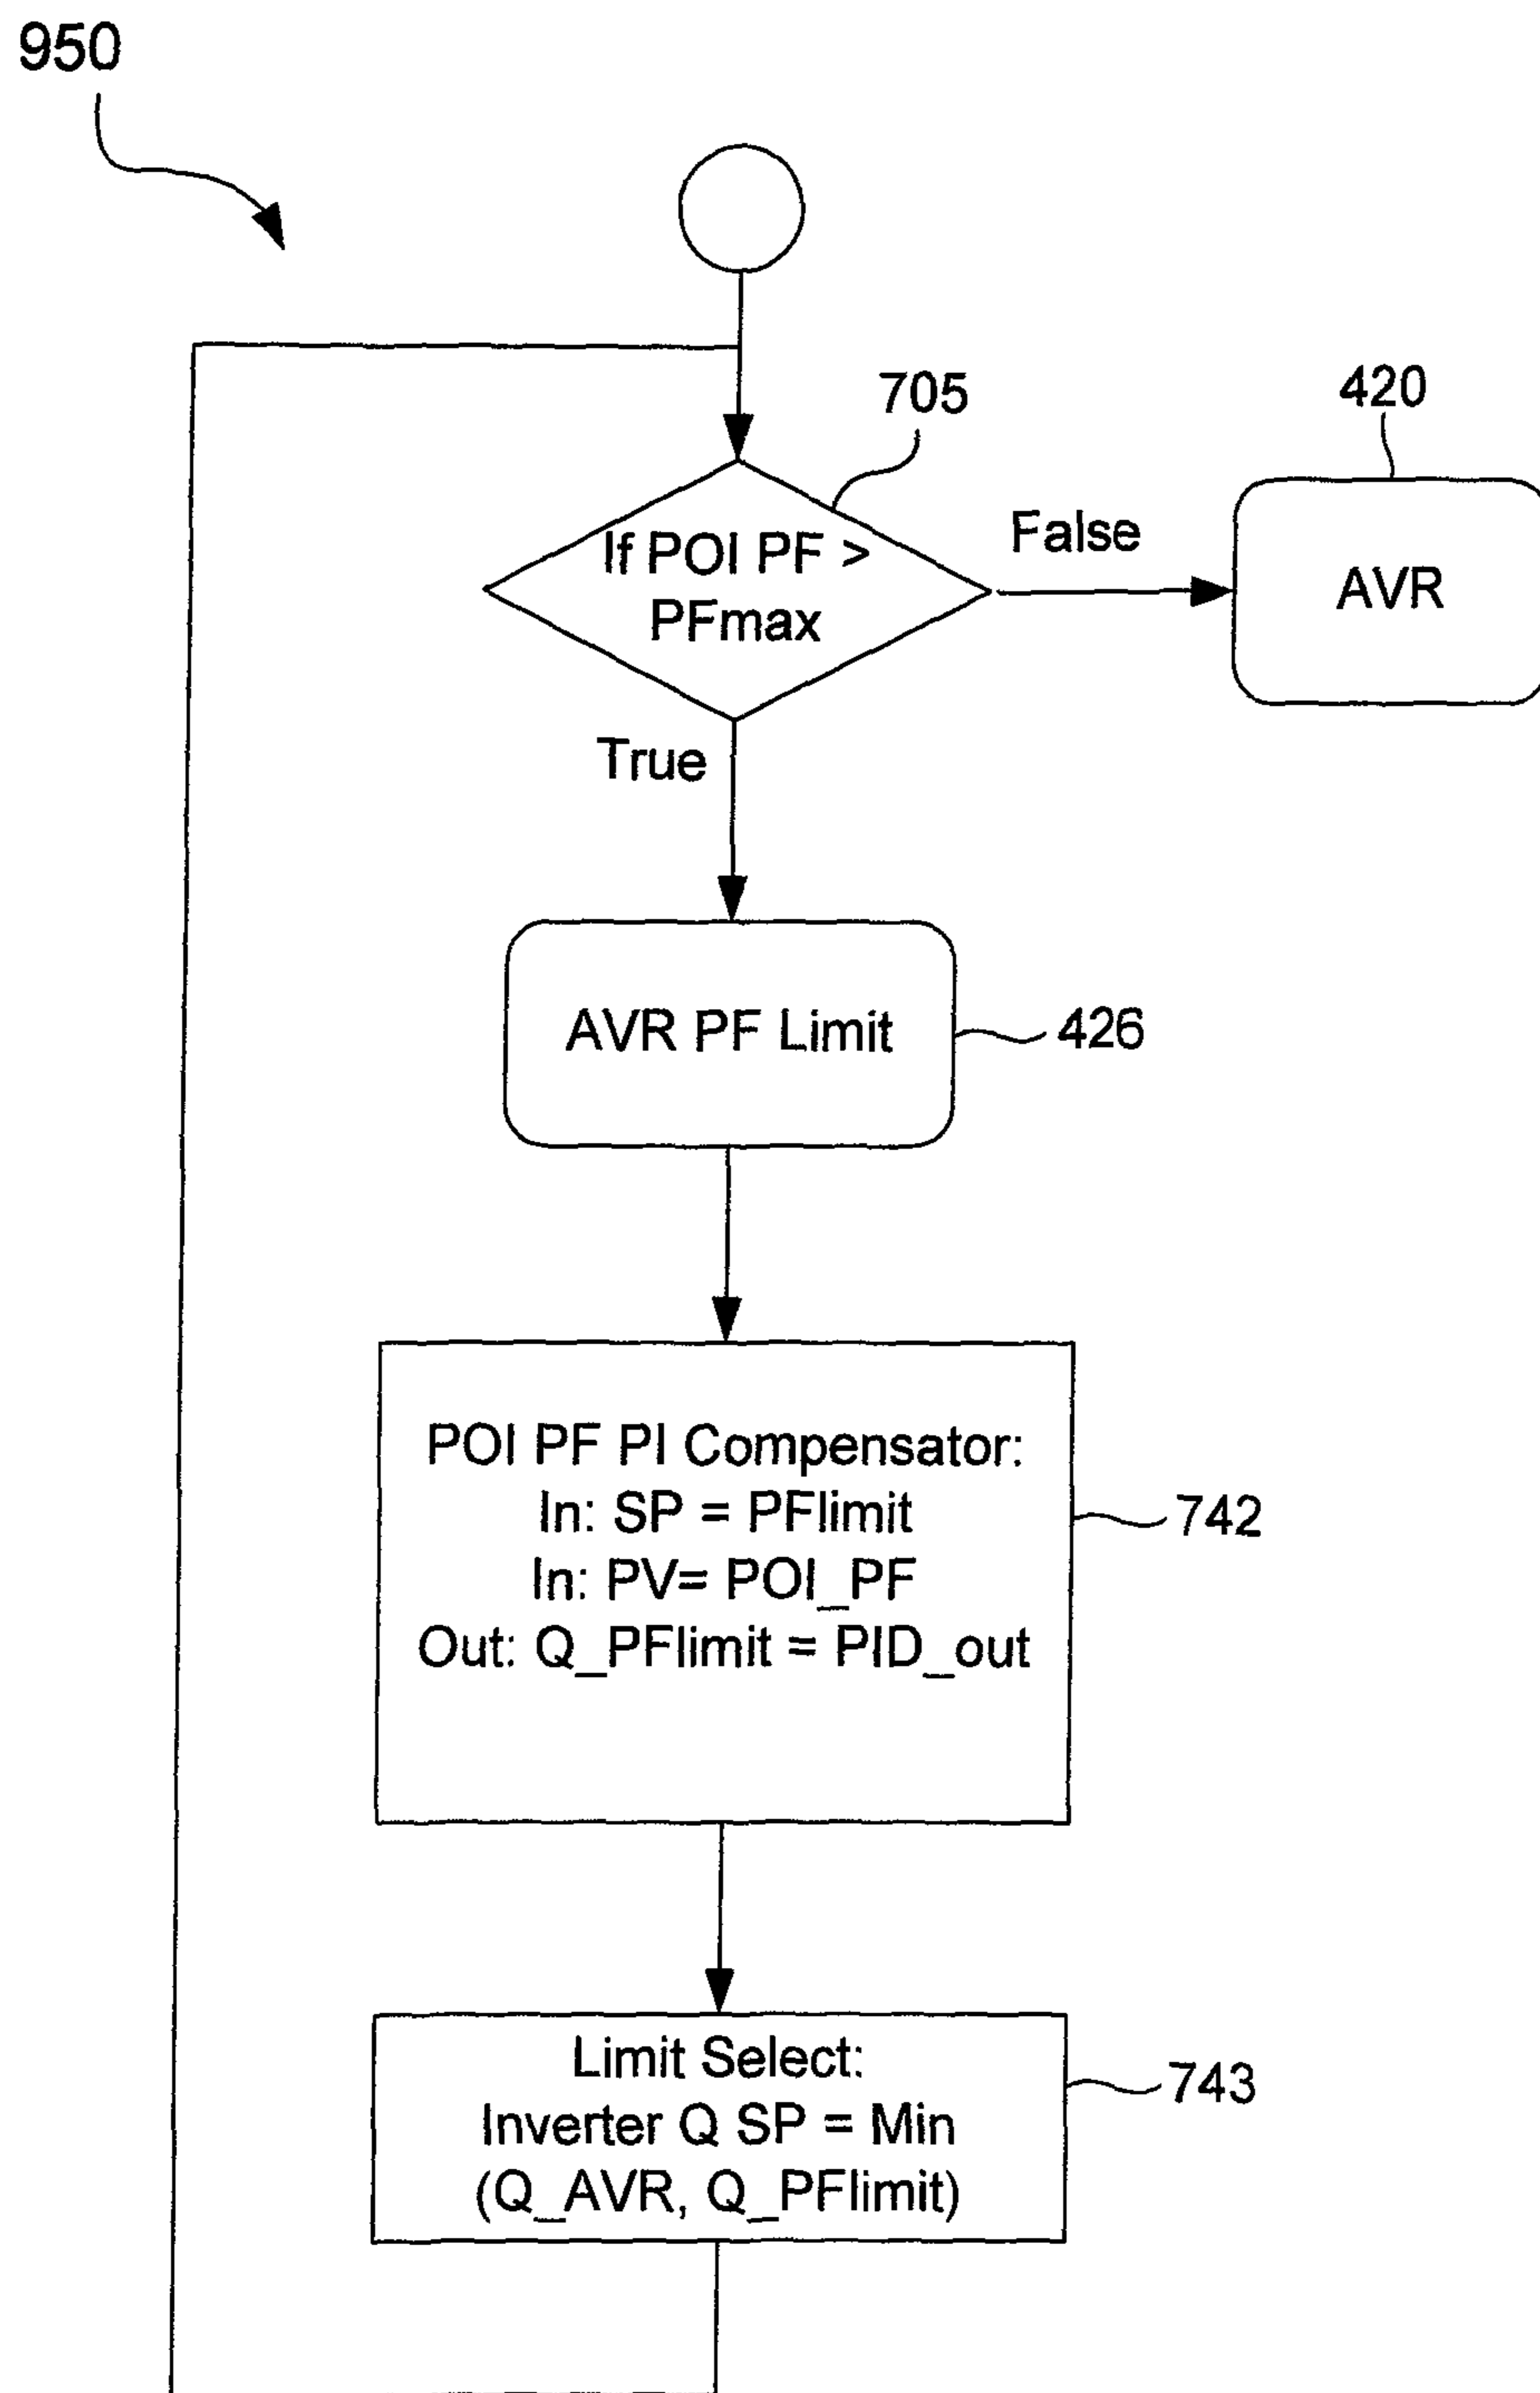 950
705
420
If POI PF >
PFmax
False
AVR
True
AVR PF Limit
426
POI PF PI Compensator:
In: SP = PFlimit
In: PV= POI_PF
Out: Q_PFlimit = PID_out
742
Limit Select:
Inverter Q SP = Min
(Q_AVR, Q_PFlimit)
743